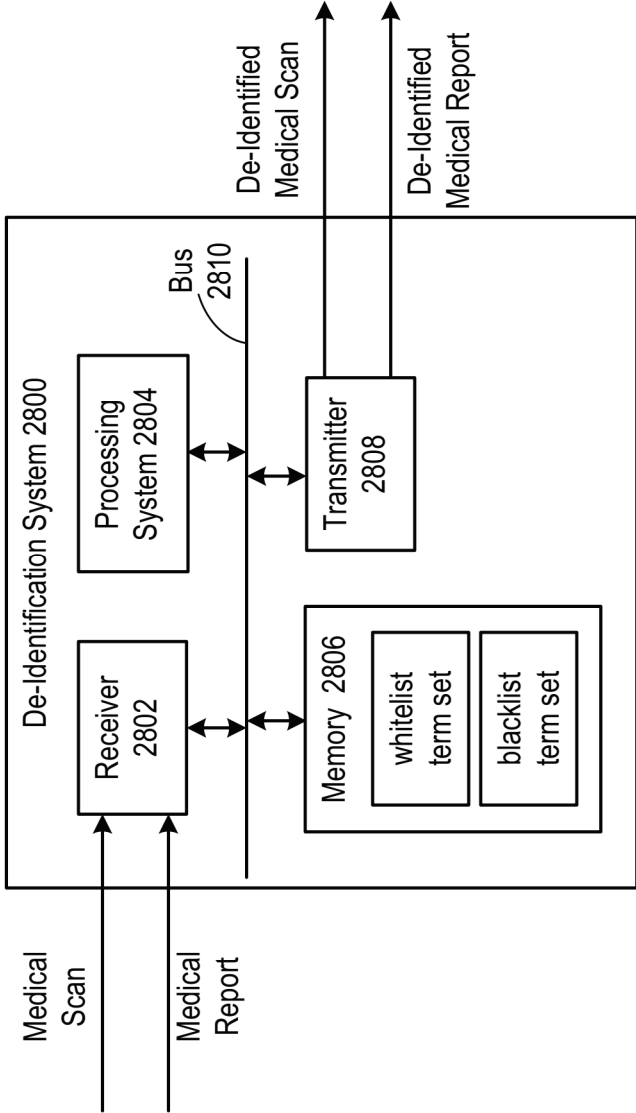 De-Identification System 2800
Medical
Scan
Medical
Report
Receiver
2802
Processing
System 2804
Bus
2810
Memory 2806
whitelist
term set
blacklist
term set
Transmitter
2808
De-Identified
Medical Scan
De-Identified
Medical Report